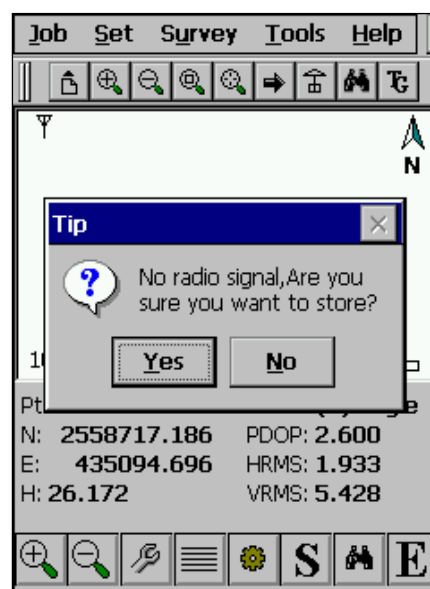 Job Set Survey Tools Help
TG
N
Tip
No radio signal,Are you
sure you want to store?
Yes No
N: 2558717.186 PDOP: 2.600
E: 435094.696 HRMS: 1.933
H: 26.172 VRMS: 5.428
S E